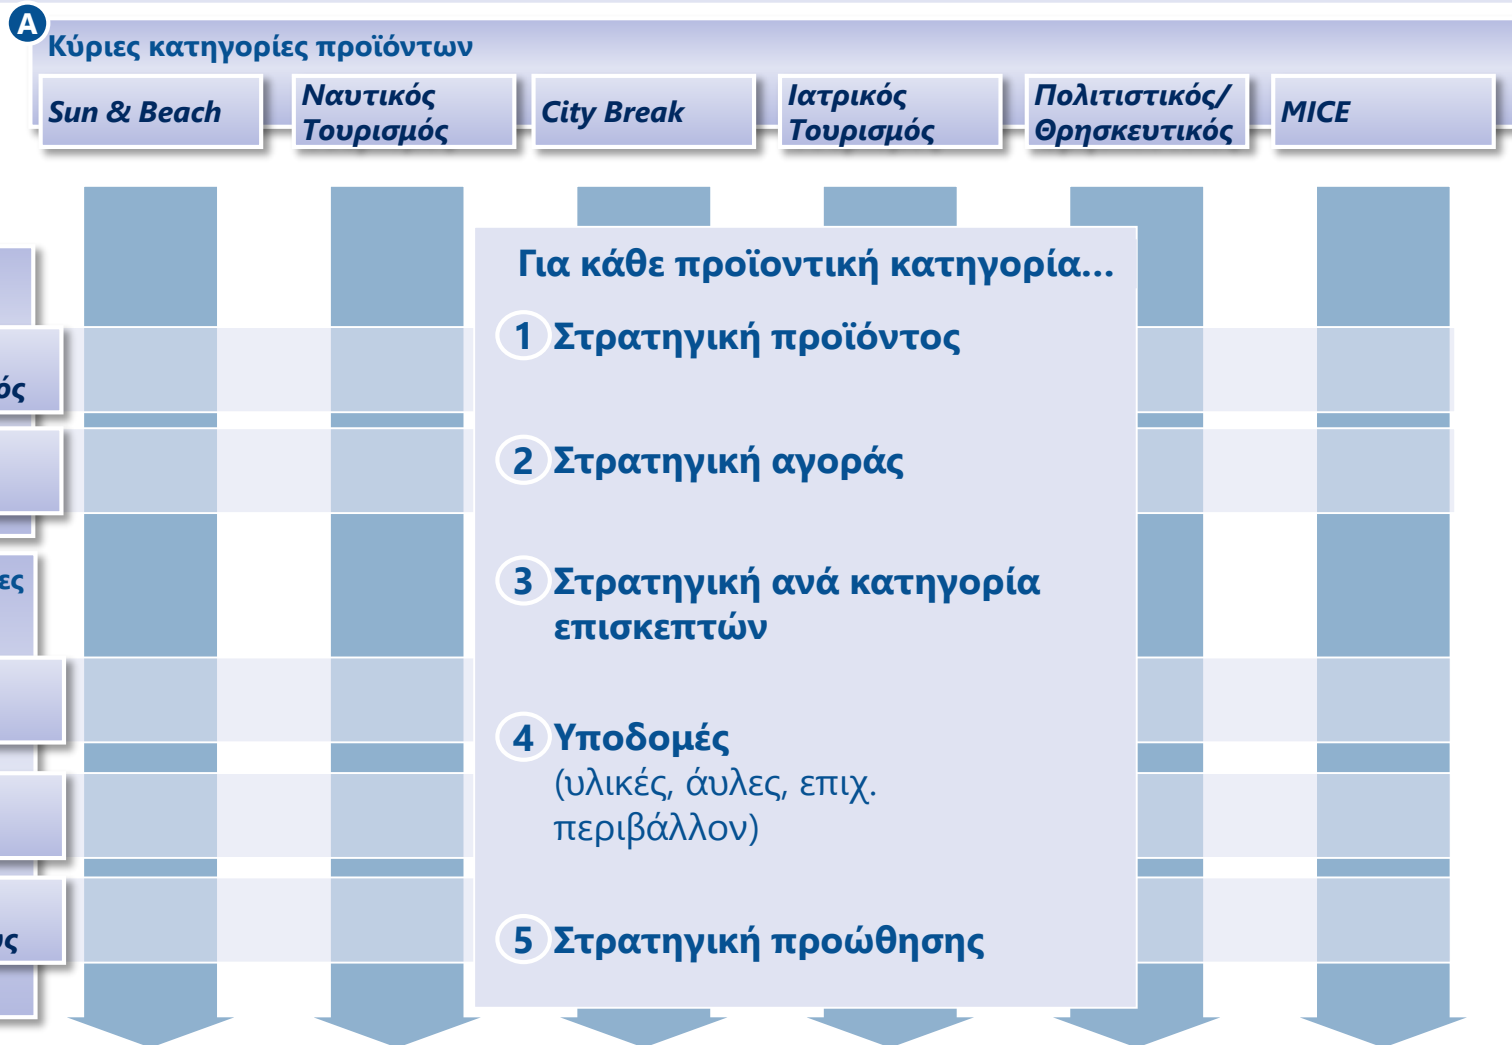 A
Κύριες κατηγορίες προϊόντων
Sun & Beach
Ναυτικός
Τουρισμός
City Break
Ιατρικός
Τουρισμός
Πολιτιστικός/
Θρησκευτικός
MICE
Για κάθε προϊοντική κατηγορία...
1 Στρατηγική προϊόντος
2 Στρατηγική αγοράς
3 Στρατηγική ανά κατηγορία
επισκεπτών
4 Υποδομές
(υλικές, άυλες, επιχ.
περιβάλλον)
5 Στρατηγική προώθησης